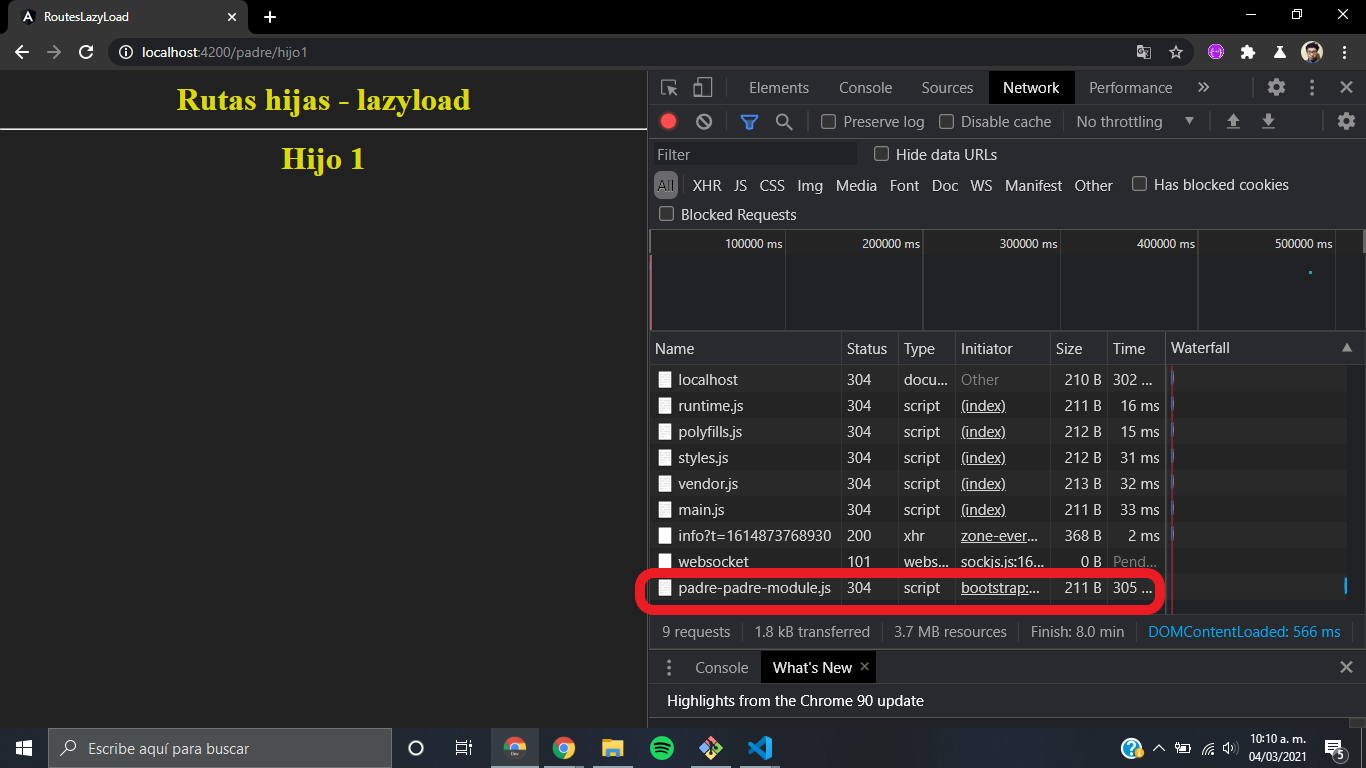 RoutesLazyLoad
localhost:4200/padre/hijo1
Rutas hijas - lazyload
Hijo 1
Elements Console Sources Network Performance
Preserve log Disable cache No throttling
Filter Hide data URLs
All XHR JS CSS Img Media Font Doc WS Manifest Other Has blocked cookies
Blocked Requests
100000 ms 200000 ms 300000 ms 400000 ms 500000 ms
Name Status Type Initiator Size Time Waterfall
localhost 304 docu... Other 210 B 302 ...
runtime.js 304 script (index) 211 B 16 ms
polyfills.js 304 script (index) 212 B 15 ms
styles.js 304 script (index) 212 B 31 ms
vendor.js 304 script (index) 213 B 32 ms
main.js 304 script (index) 211 B 33 ms
info?t=1614873768930 200 xhr zone-ever... 368 B 2 ms
websocket 101 webs... sockjs.js:16... 0 B Pend...
padre-padre-module.js 304 script bootstrap:... 211 B 305 ...
9 requests 1.8 kB transferred 3.7 MB resources Finish: 8.0 min DOMContentLoaded: 566 ms
Console What's New
Highlights from the Chrome 90 update
Escribe aquí para buscar
10:10 a. m.
04/03/2021
5